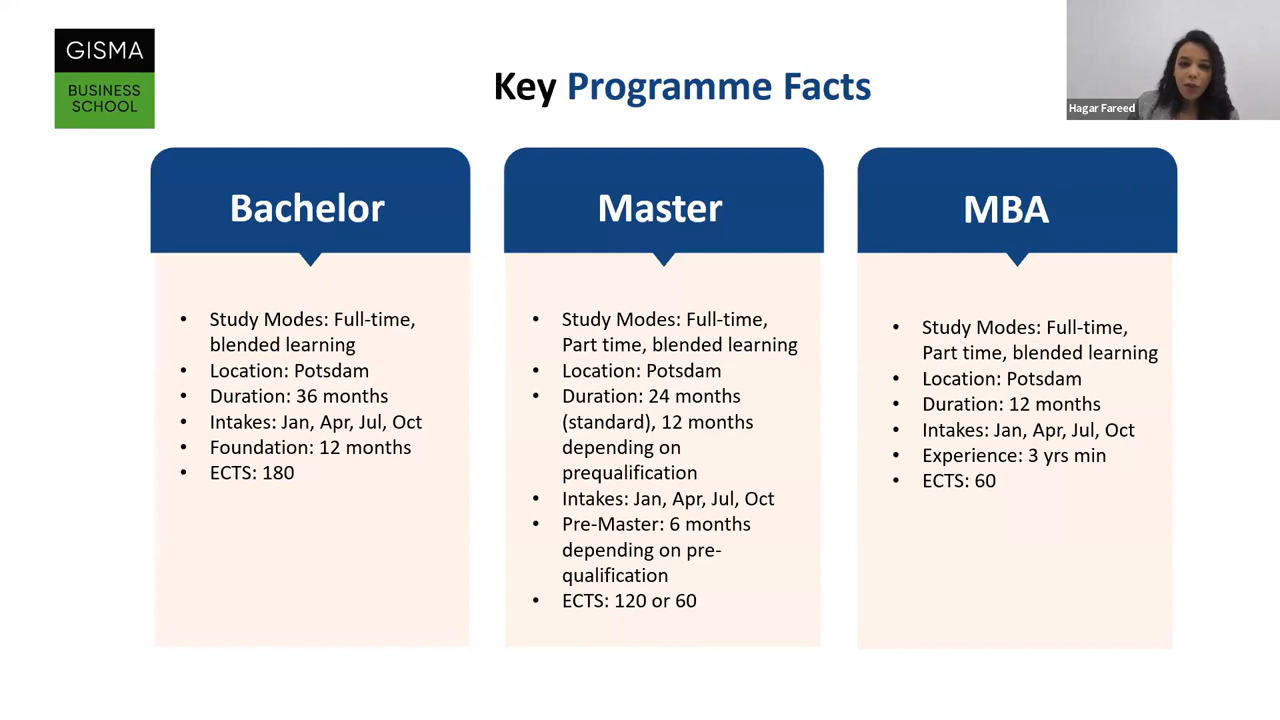 GISMA
BUSINESS
SCHOOL
Key Programme Facts
Hagar Fareed
Bachelor
• Study Modes: Full-time,
blended learning
• Location: Potsdam
• Duration: 36 months
• Intakes: Jan, Apr, Jul, Oct
• Foundation: 12 months
• ECTS: 180
Master
• Study Modes: Full-time,
Part time, blended learning
• Location: Potsdam
• Duration: 24 months
(standard), 12 months
depending on
prequalification
• Intakes: Jan, Apr, Jul, Oct
• Pre-Master: 6 months
depending on pre-
qualification
• ECTS: 120 or 60
MBA
• Study Modes: Full-time,
Part time, blended learning
• Location: Potsdam
• Duration: 12 months
• Intakes: Jan, Apr, Jul, Oct
• Experience: 3 yrs min
• ECTS: 60